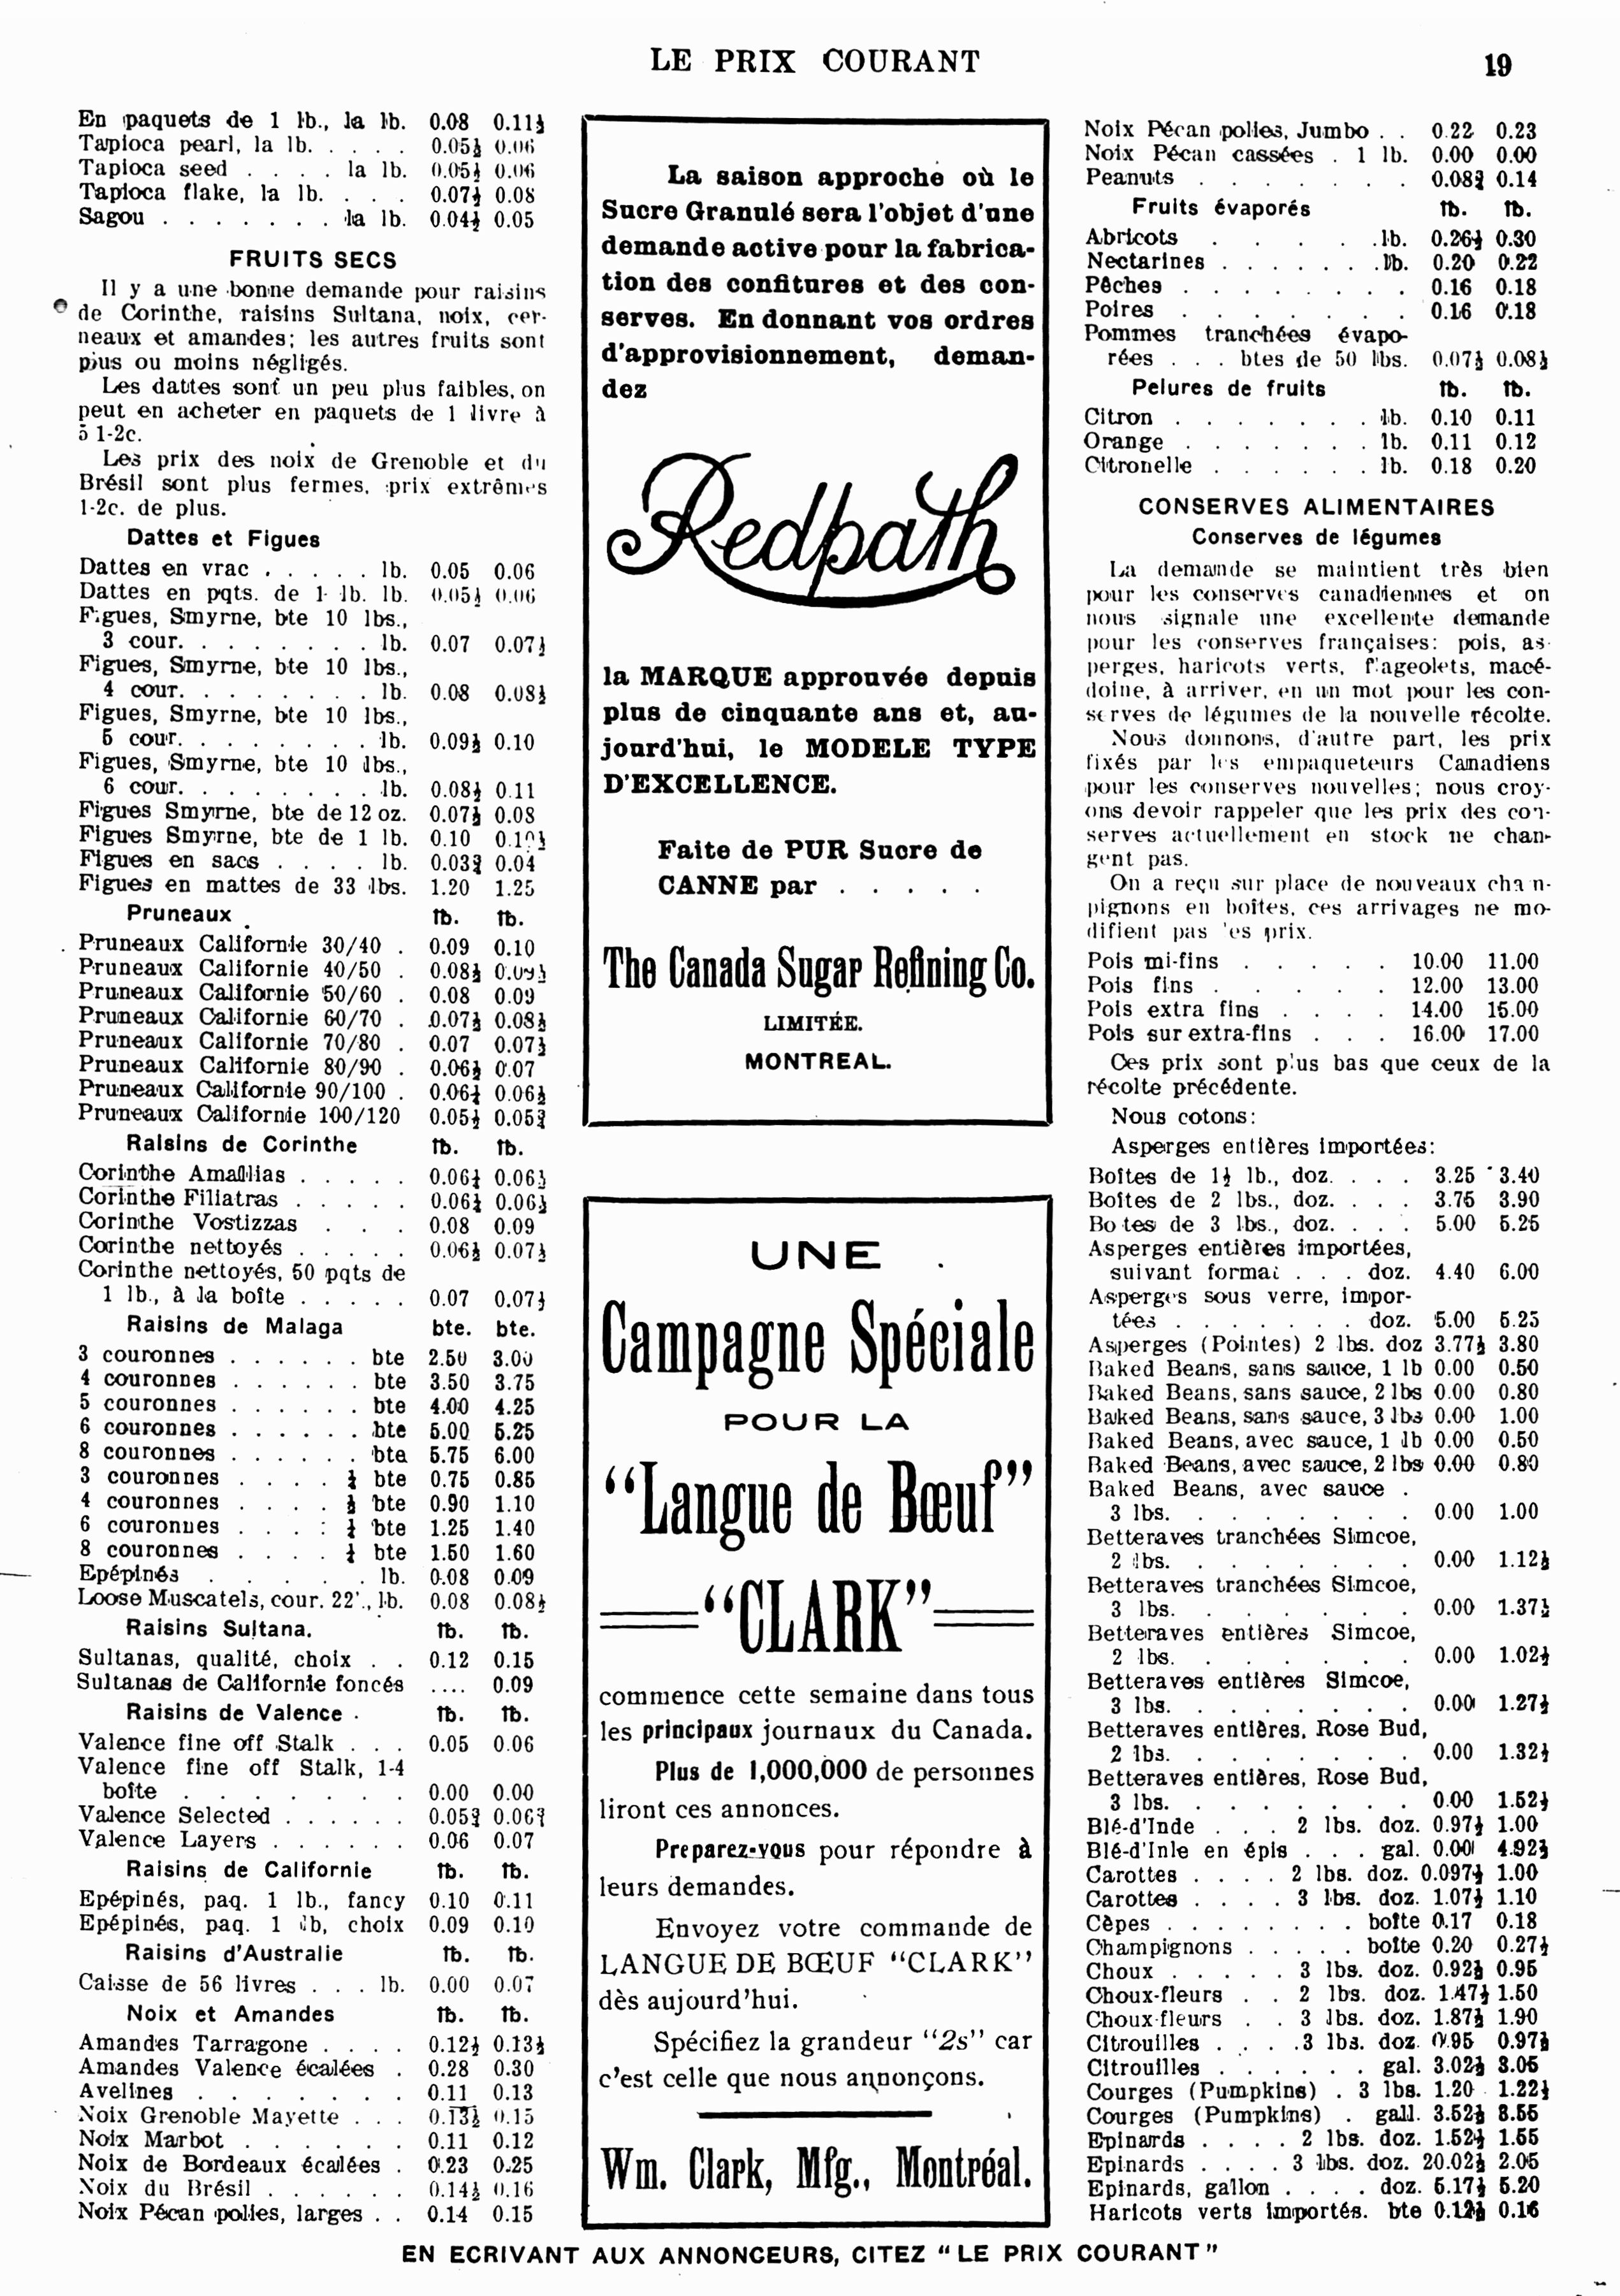 LE PRIX COURANT 19
En paquets de 1 lb., la lb. 0.08 0.11½
Tapioca pearl, la lb. . . . . 0.05½ 0.06
Tapioca seed . . . . la lb. 0.05½ 0.06
Tapioca flake, la lb. . . . 0.07½ 0.08
Sagou . . . . . . . la lb. 0.04½ 0.05
FRUITS SECS
Il y a une bonne demande pour raisins
de Corinthe, raisins Sultana, noix, cer-
neaux et amandes; les autres fruits sont
plus ou moins négligés.
Les dattes sont un peu plus faibles, on
peut en acheter en paquets de 1 livre à
5 1-2c.
Les prix des noix de Grenoble et du
Brésil sont plus fermes, prix extrêmes
1-2c. de plus.
Dattes et Figues
Dattes en vrac . . . . . lb. 0.05 0.06
Dattes en pqts. de 1 lb. lb. 0.05½ 0.06
Figues, Smyrne, bte 10 lbs.,
3 cour. . . . . . . . lb. 0.07 0.07½
Figues, Smyrne, bte 10 lbs.,
4 cour. . . . . . . . lb. 0.08 0.08½
Figues, Smyrne, bte 10 lbs.,
5 cour. . . . . . . . lb. 0.09½ 0.10
Figues, Smyrne, bte 10 lbs.,
6 cour. . . . . . . . lb. 0.08½ 0.11
Figues Smyrne, bte de 12 oz. 0.07½ 0.08
Figues Smyrne, bte de 1 lb. 0.10 0.10½
Figues en sacs . . . . lb. 0.03¾ 0.04
Figues en mattes de 33 lbs. 1.20 1.25
Pruneaux lb. lb.
Pruneaux Californie 30/40 . 0.09 0.10
Pruneaux Californie 40/50 . 0.08½ 0.09½
Pruneaux Californie 50/60 . 0.08 0.09
Pruneaux Californie 60/70 . 0.07½ 0.08½
Pruneaux Californie 70/80 . 0.07 0.07½
Pruneaux Californie 80/90 . 0.06½ 0.07
Pruneaux Californie 90/100 . 0.06¼ 0.06½
Pruneaux Californie 100/120 0.05½ 0.05¾
Raisins de Corinthe lb. lb.
Corinthe Amallias . . . . . 0.06¼ 0.06½
Corinthe Filiatras . . . . . 0.06¼ 0.06½
Corinthe Vostizzas . . . 0.08 0.09
Corinthe nettoyés . . . . . 0.06½ 0.07½
Corinthe nettoyés, 50 pqts de
1 lb., à la boîte . . . . . 0.07 0.07½
Raisins de Malaga bte. bte.
3 couronnes . . . . . . bte 2.50 3.00
4 couronnes . . . . . . bte 3.50 3.75
5 couronnes . . . . . . bte 4.00 4.25
6 couronnes . . . . . . bte 5.00 5.25
8 couronnes . . . . . . bte 5.75 6.00
3 couronnes . . . . ¼ bte 0.75 0.85
4 couronnes . . . . ¼ bte 0.90 1.10
6 couronnes . . . : ¼ bte 1.25 1.40
8 couronnes . . . . ¼ bte 1.50 1.60
Epépinés . . . . . lb. 0.08 0.09
Loose Muscatels, cour. 22'., lb. 0.08 0.08½
Raisins Sultana. lb. lb.
Sultanas, qualité, choix . . 0.12 0.15
Sultanas de Californie foncés .... 0.09
Raisins de Valence lb. lb.
Valence fine off Stalk . . . 0.05 0.06
Valence fine off Stalk, 1-4
boîte . . . . . . . 0.00 0.00
Valence Selected . . . . . . 0.05¾ 0.06¾
Valence Layers . . . . . . 0.06 0.07
Raisins de Californie lb. lb.
Epépinés, paq. 1 lb., fancy 0.10 0.11
Epépinés, paq. 1 lb, choix 0.09 0.10
Raisins d'Australie lb. lb.
Caisse de 56 livres . . . lb. 0.00 0.07
Noix et Amandes lb. lb.
Amandes Tarragone . . . . 0.12½ 0.13½
Amandes Valence écalées . 0.28 0.30
Avelines . . . . . . . 0.11 0.13
Noix Grenoble Mayette . . . 0.13½ 0.15
Noix Marbot . . . . . . 0.11 0.12
Noix de Bordeaux écalées . 0.23 0.25
Noix du Brésil . . . . . . 0.14½ 0.16
Noix Pécan polies, larges . . 0.14 0.15
La saison approche où le
Sucre Granulé sera l'objet d'une
demande active pour la fabrica-
tion des confitures et des con-
serves. En donnant vos ordres
d'approvisionnement, deman-
dez
Redpath
la MARQUE approuvée depuis
plus de cinquante ans et, au-
jourd'hui, le MODELE TYPE
D'EXCELLENCE.
Faite de PUR Sucre de
CANNE par . . . . .
The Canada Sugar Refining Co.
LIMITÉE.
MONTREAL.
UNE
Campagne Spéciale
POUR LA
“Langue de Bœuf”
“CLARK”
commence cette semaine dans tous
les principaux journaux du Canada.
Plus de 1,000,000 de personnes
liront ces annonces.
Preparez-vous pour répondre à
leurs demandes.
Envoyez votre commande de
LANGUE DE BŒUF “CLARK”
dès aujourd'hui.
Spécifiez la grandeur “2s” car
c'est celle que nous annonçons.
Wm. Clark, Mfg., Montréal.
Noix Pécan polies, Jumbo . . 0.22 0.23
Noix Pécan cassées . 1 lb. 0.00 0.00
Peanuts . . . . . . . 0.08¾ 0.14
Fruits évaporés lb. lb.
Abricots . . . . . lb. 0.26½ 0.30
Nectarines . . . . . . . lb. 0.20 0.22
Pêches . . . . . . . . 0.16 0.18
Poires . . . . . . . 0.16 0.18
Pommes tranchées évapo-
rées . . . btes de 50 lbs. 0.07½ 0.08½
Pelures de fruits lb. lb.
Citron . . . . . . . lb. 0.10 0.11
Orange . . . . . . . lb. 0.11 0.12
Citronelle . . . . . . lb. 0.18 0.20
CONSERVES ALIMENTAIRES
Conserves de légumes
La demande se maintient très bien
pour les conserves canadiennes et on
nous signale une excellente demande
pour les conserves françaises: pois, as-
perges, haricots verts, flageolets, macé-
doine, à arriver, en un mot pour les con-
serves de légumes de la nouvelle récolte.
Nous donnons, d'autre part, les prix
fixés par les empaqueteurs Canadiens
pour les conserves nouvelles; nous croy-
ons devoir rappeler que les prix des con-
serves actuellement en stock ne chan-
gent pas.
On a reçu sur place de nouveaux cham-
pignons en boîtes, ces arrivages ne mo-
difient pas les prix.
Pois mi-fins . . . . . 10.00 11.00
Pois fins . . . . . 12.00 13.00
Pois extra fins . . . . 14.00 15.00
Pois sur extra-fins . . . 16.00 17.00
Ces prix sont plus bas que ceux de la
récolte précédente.
Nous cotons:
Asperges entières importées:
Boîtes de 1½ lb., doz. . . . 3.25 3.40
Boîtes de 2 lbs., doz. . . . 3.75 3.90
Bo tes de 3 lbs., doz. . . . 5.00 5.25
Asperges entières importées,
suivant format . . . doz. 4.40 6.00
Asperges sous verre, impor-
tées . . . . . . . doz. 5.00 5.25
Asperges (Pointes) 2 lbs. doz 3.77½ 3.80
Baked Beans, sans sauce, 1 lb 0.00 0.50
Baked Beans, sans sauce, 2 lbs 0.00 0.80
Baked Beans, sans sauce, 3 lbs 0.00 1.00
Baked Beans, avec sauce, 1 lb 0.00 0.50
Baked Beans, avec sauce, 2 lbs 0.00 0.80
Baked Beans, avec sauce .
3 lbs. . . . . . . . 0.00 1.00
Betteraves tranchées Simcoe,
2 lbs. . . . . . . . 0.00 1.12½
Betteraves tranchées Simcoe,
3 lbs. . . . . . . 0.00 1.37½
Betteraves entières Simcoe,
2 lbs. . . . . . . 0.00 1.02½
Betteraves entières Simcoe,
3 lbs. . . . . . . . 0.00 1.27½
Betteraves entières, Rose Bud,
2 lbs. . . . . . . . 0.00 1.32½
Betteraves entières, Rose Bud,
3 lbs. . . . . . . . 0.00 1.52½
Blé-d'Inde . . . 2 lbs. doz. 0.97½ 1.00
Blé-d'Inle en épis . . . gal. 0.00 4.92½
Carottes . . . . 2 lbs. doz. 0.097½ 1.00
Carottes . . . . 3 lbs. doz. 1.07½ 1.10
Cèpes . . . . . . . . boîte 0.17 0.18
Champignons . . . . . boîte 0.20 0.27½
Choux . . . . . 3 lbs. doz. 0.92½ 0.95
Choux-fleurs . . 2 lbs. doz. 1.47½ 1.50
Choux-fleurs . . 3 lbs. doz. 1.87½ 1.90
Citrouilles . . . .3 lbs. doz. 0.95 0.97½
Citrouilles . . . . . . gal. 3.02½ 3.05
Courges (Pumpkins) . 3 lbs. 1.20 1.22½
Courges (Pumpkins) . gall. 3.52½ 3.55
Epinards . . . . 2 lbs. doz. 1.52½ 1.55
Epinards . . . . 3 lbs. doz. 20.02½ 2.05
Epinards, gallon . . . . doz. 5.17½ 5.20
Haricots verts importés. bte 0.12½ 0.16
EN ECRIVANT AUX ANNONCEURS, CITEZ “LE PRIX COURANT”